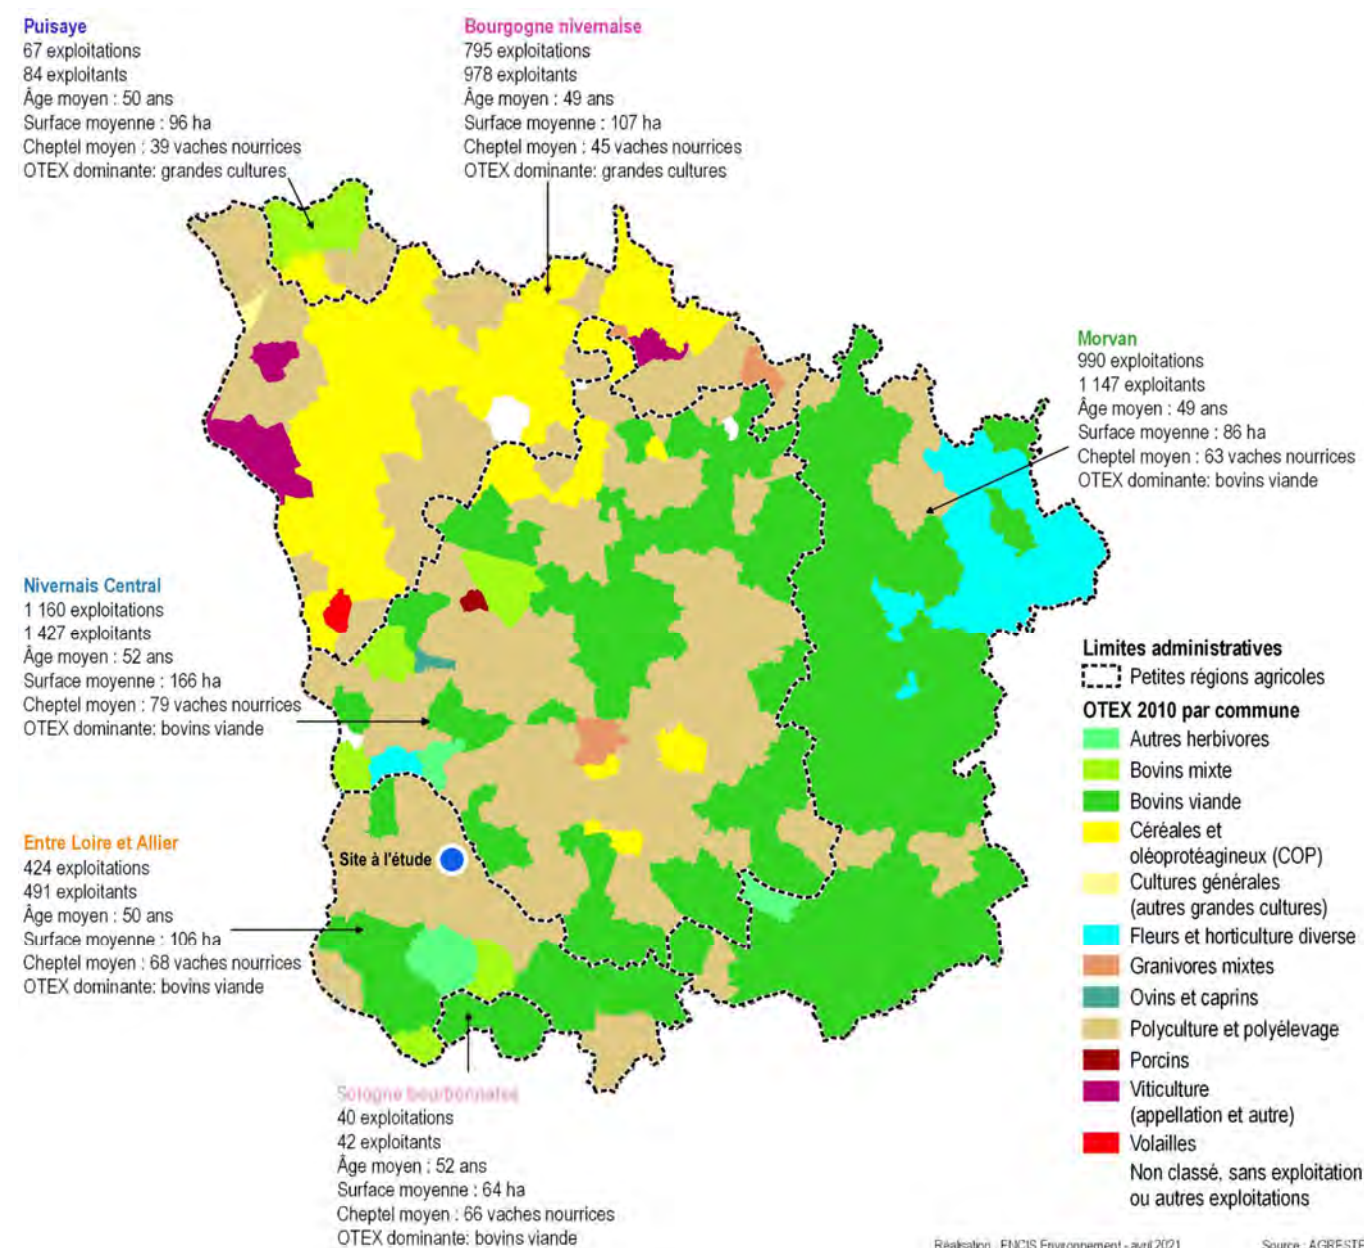 Puisaye
67 exploitations
84 exploitants
Âge moyen : 50 ans
Surface moyenne : 96 ha
Cheptel moyen : 39 vaches nourrices
OTEX dominante: grandes cultures
Bourgogne nivernaise
795 exploitations
978 exploitants
Âge moyen : 49 ans
Surface moyenne : 107 ha
Cheptel moyen : 45 vaches nourrices
OTEX dominante: grandes cultures
Morvan
990 exploitations
1 147 exploitants
Âge moyen : 49 ans
Surface moyenne : 86 ha
Cheptel moyen : 63 vaches nourrices
OTEX dominante: bovins viande
Nivernais Central
1 160 exploitations
1 427 exploitants
Âge moyen : 52 ans
Surface moyenne : 166 ha
Cheptel moyen : 79 vaches nourrices
OTEX dominante: bovins viande
Entre Loire et Allier
424 exploitations
491 exploitants
Âge moyen : 50 ans
Surface moyenne : 106 ha
Cheptel moyen : 68 vaches nourrices
OTEX dominante: bovins viande
Site à l'étude
Sologne bourbonnaise
40 exploitations
42 exploitants
Âge moyen : 52 ans
Surface moyenne : 64 ha
Cheptel moyen : 66 vaches nourrices
OTEX dominante: bovins viande
Limites administratives
Petites régions agricoles
OTEX 2010 par commune
Autres herbivores
Bovins mixte
Bovins viande
Céréales et
oléoprotéagineux (COP)
Cultures générales
(autres grandes cultures)
Fleurs et horticulture diverse
Granivores mixtes
Ovins et caprins
Polyculture et polyélevage
Porcins
Viticulture
(appellation et autre)
Volailles
Non classé, sans exploitation
ou autres exploitations
Réalisation : ENCIS Environnement - avril 2021
Source : AGRESTE